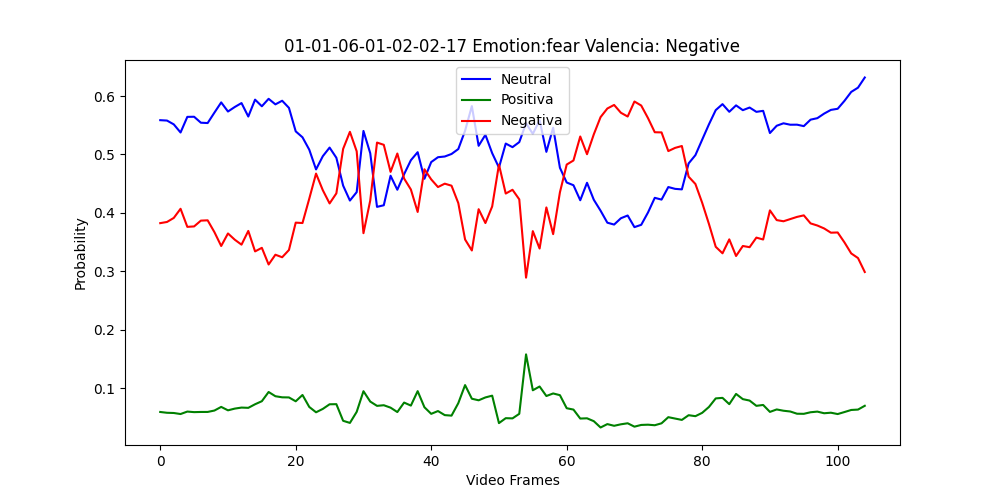 01-01-06-01-02-02-17 Emotion:fear Valencia: Negative
Neutral
Positiva
Negativa
Probability
0.6
0.5
0.4
0.3
0.2
0.1
0 20 40 60 80 100
Video Frames